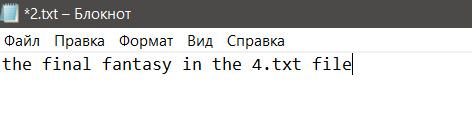 *2.txt – Блокнот
Файл Правка Формат Вид Справка
the final fantasy in the 4.txt file